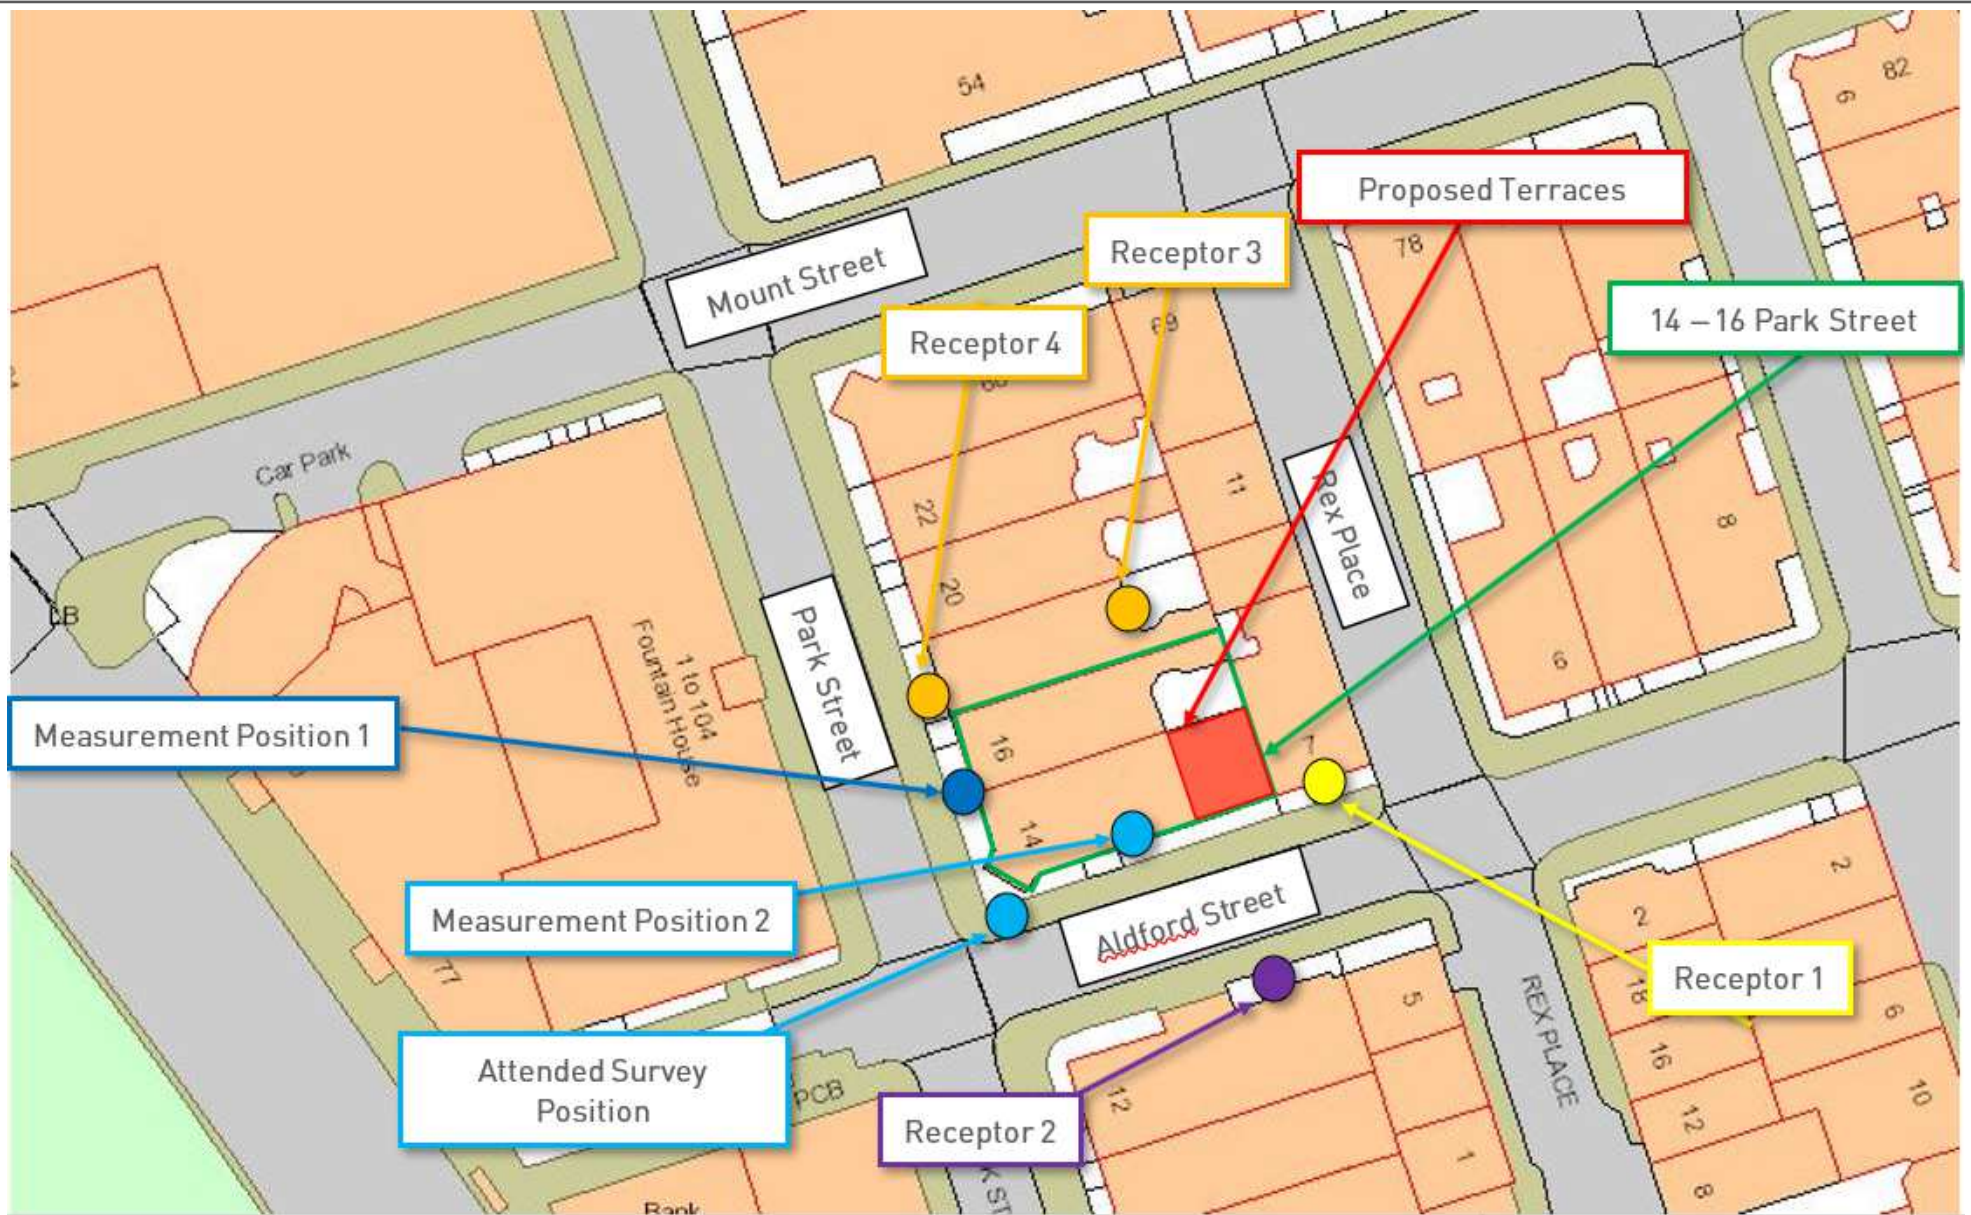 54
82
6
Proposed Terraces
Receptor 3
78
Mount Street
14 – 16 Park Street
69
Receptor 4
Car Park
11
22
Rex Place
8
20
LB
Park Street
1 to 104
Fountain House
6
Measurement Position 1
16
7
14
2
Measurement Position 2
Aldford Street
2
77
Receptor 1
18
5
6
REX PLACE
Attended Survey
Position
16
PCB
12
10
Receptor 2
12
1
K ST
8
Bank